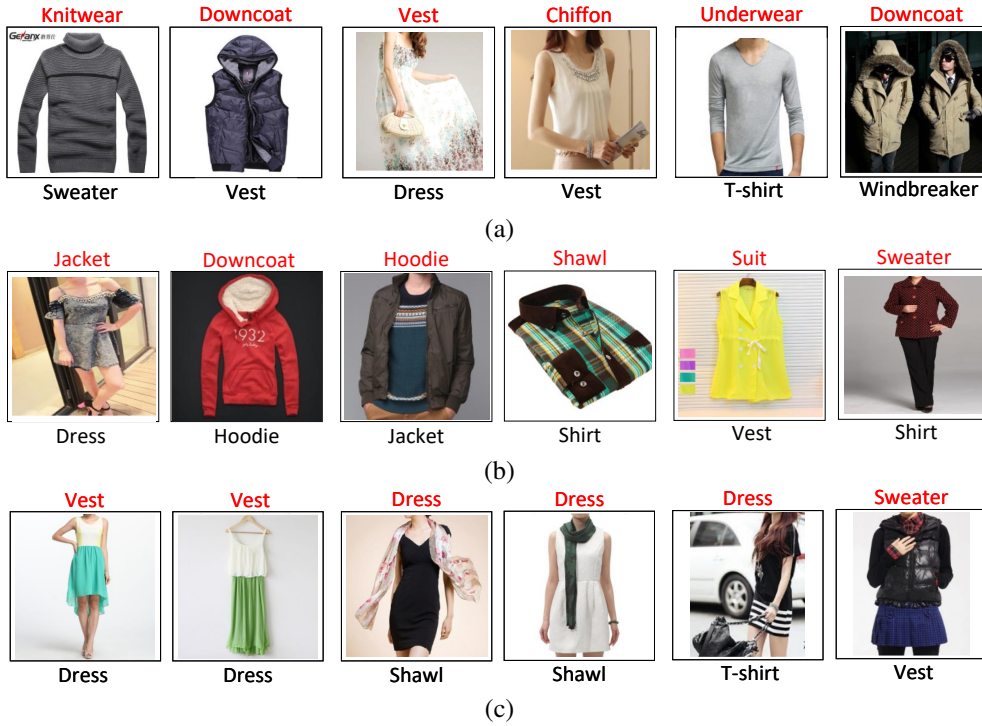 Knitwear Downcoat Vest Chiffon Underwear Downcoat
Gefanx
Sweater Vest Dress Vest T-shirt Windbreaker
(a)
Jacket Downcoat Hoodie Shawl Suit Sweater
1932
Dress Hoodie Jacket Shirt Vest Shirt
(b)
Vest Vest Dress Dress Dress Sweater
Dress Dress Shawl Shawl T-shirt Vest
(c)